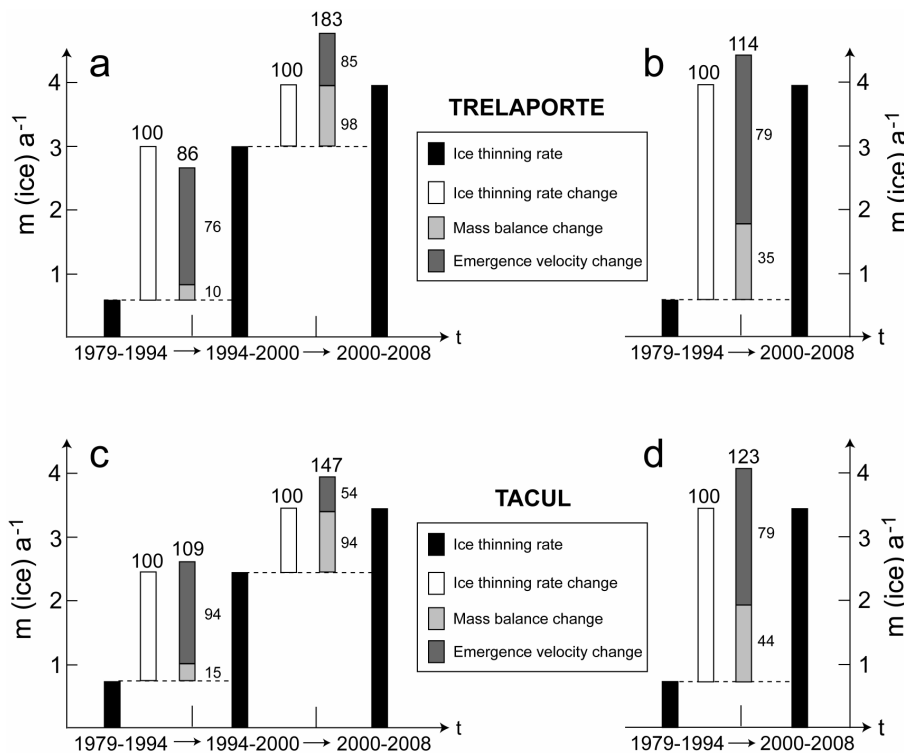 a
183
4
100
85
98
3
100
86
76
10
2
1
m (ice) a-1
t
1979-1994 → 1994-2000 → 2000-2008
TRELAPORTE
Ice thinning rate
Ice thinning rate change
Mass balance change
Emergence velocity change
b
114
100
79
35
4
3
2
1
m (ice) a-1
t
1979-1994 → 2000-2008
c
4
147
100
54
94
3
100
109
94
15
2
1
m (ice) a-1
t
1979-1994 → 1994-2000 → 2000-2008
TACUL
Ice thinning rate
Ice thinning rate change
Mass balance change
Emergence velocity change
d
123
100
79
44
4
3
2
1
m (ice) a-1
t
1979-1994 → 2000-2008